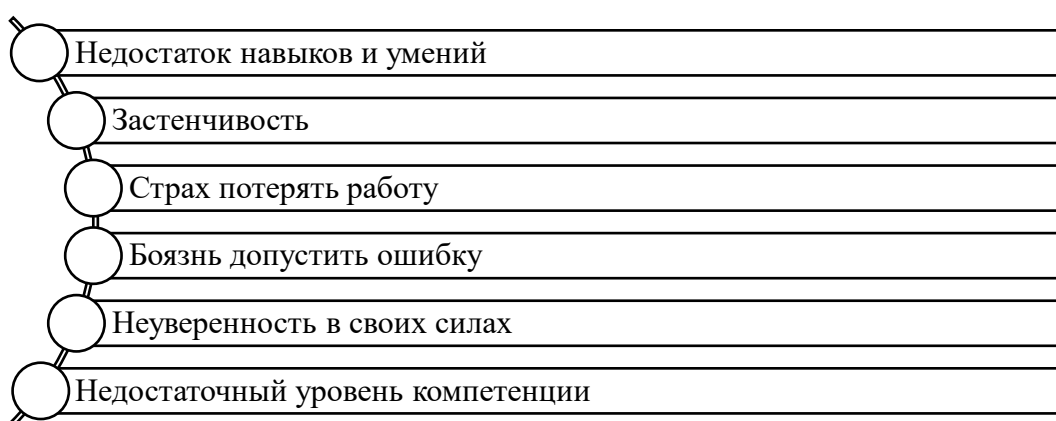 Недостаток навыков и умений
Застенчивость
Страх потерять работу
Боязнь допустить ошибку
Неуверенность в своих силах
Недостаточный уровень компетенции